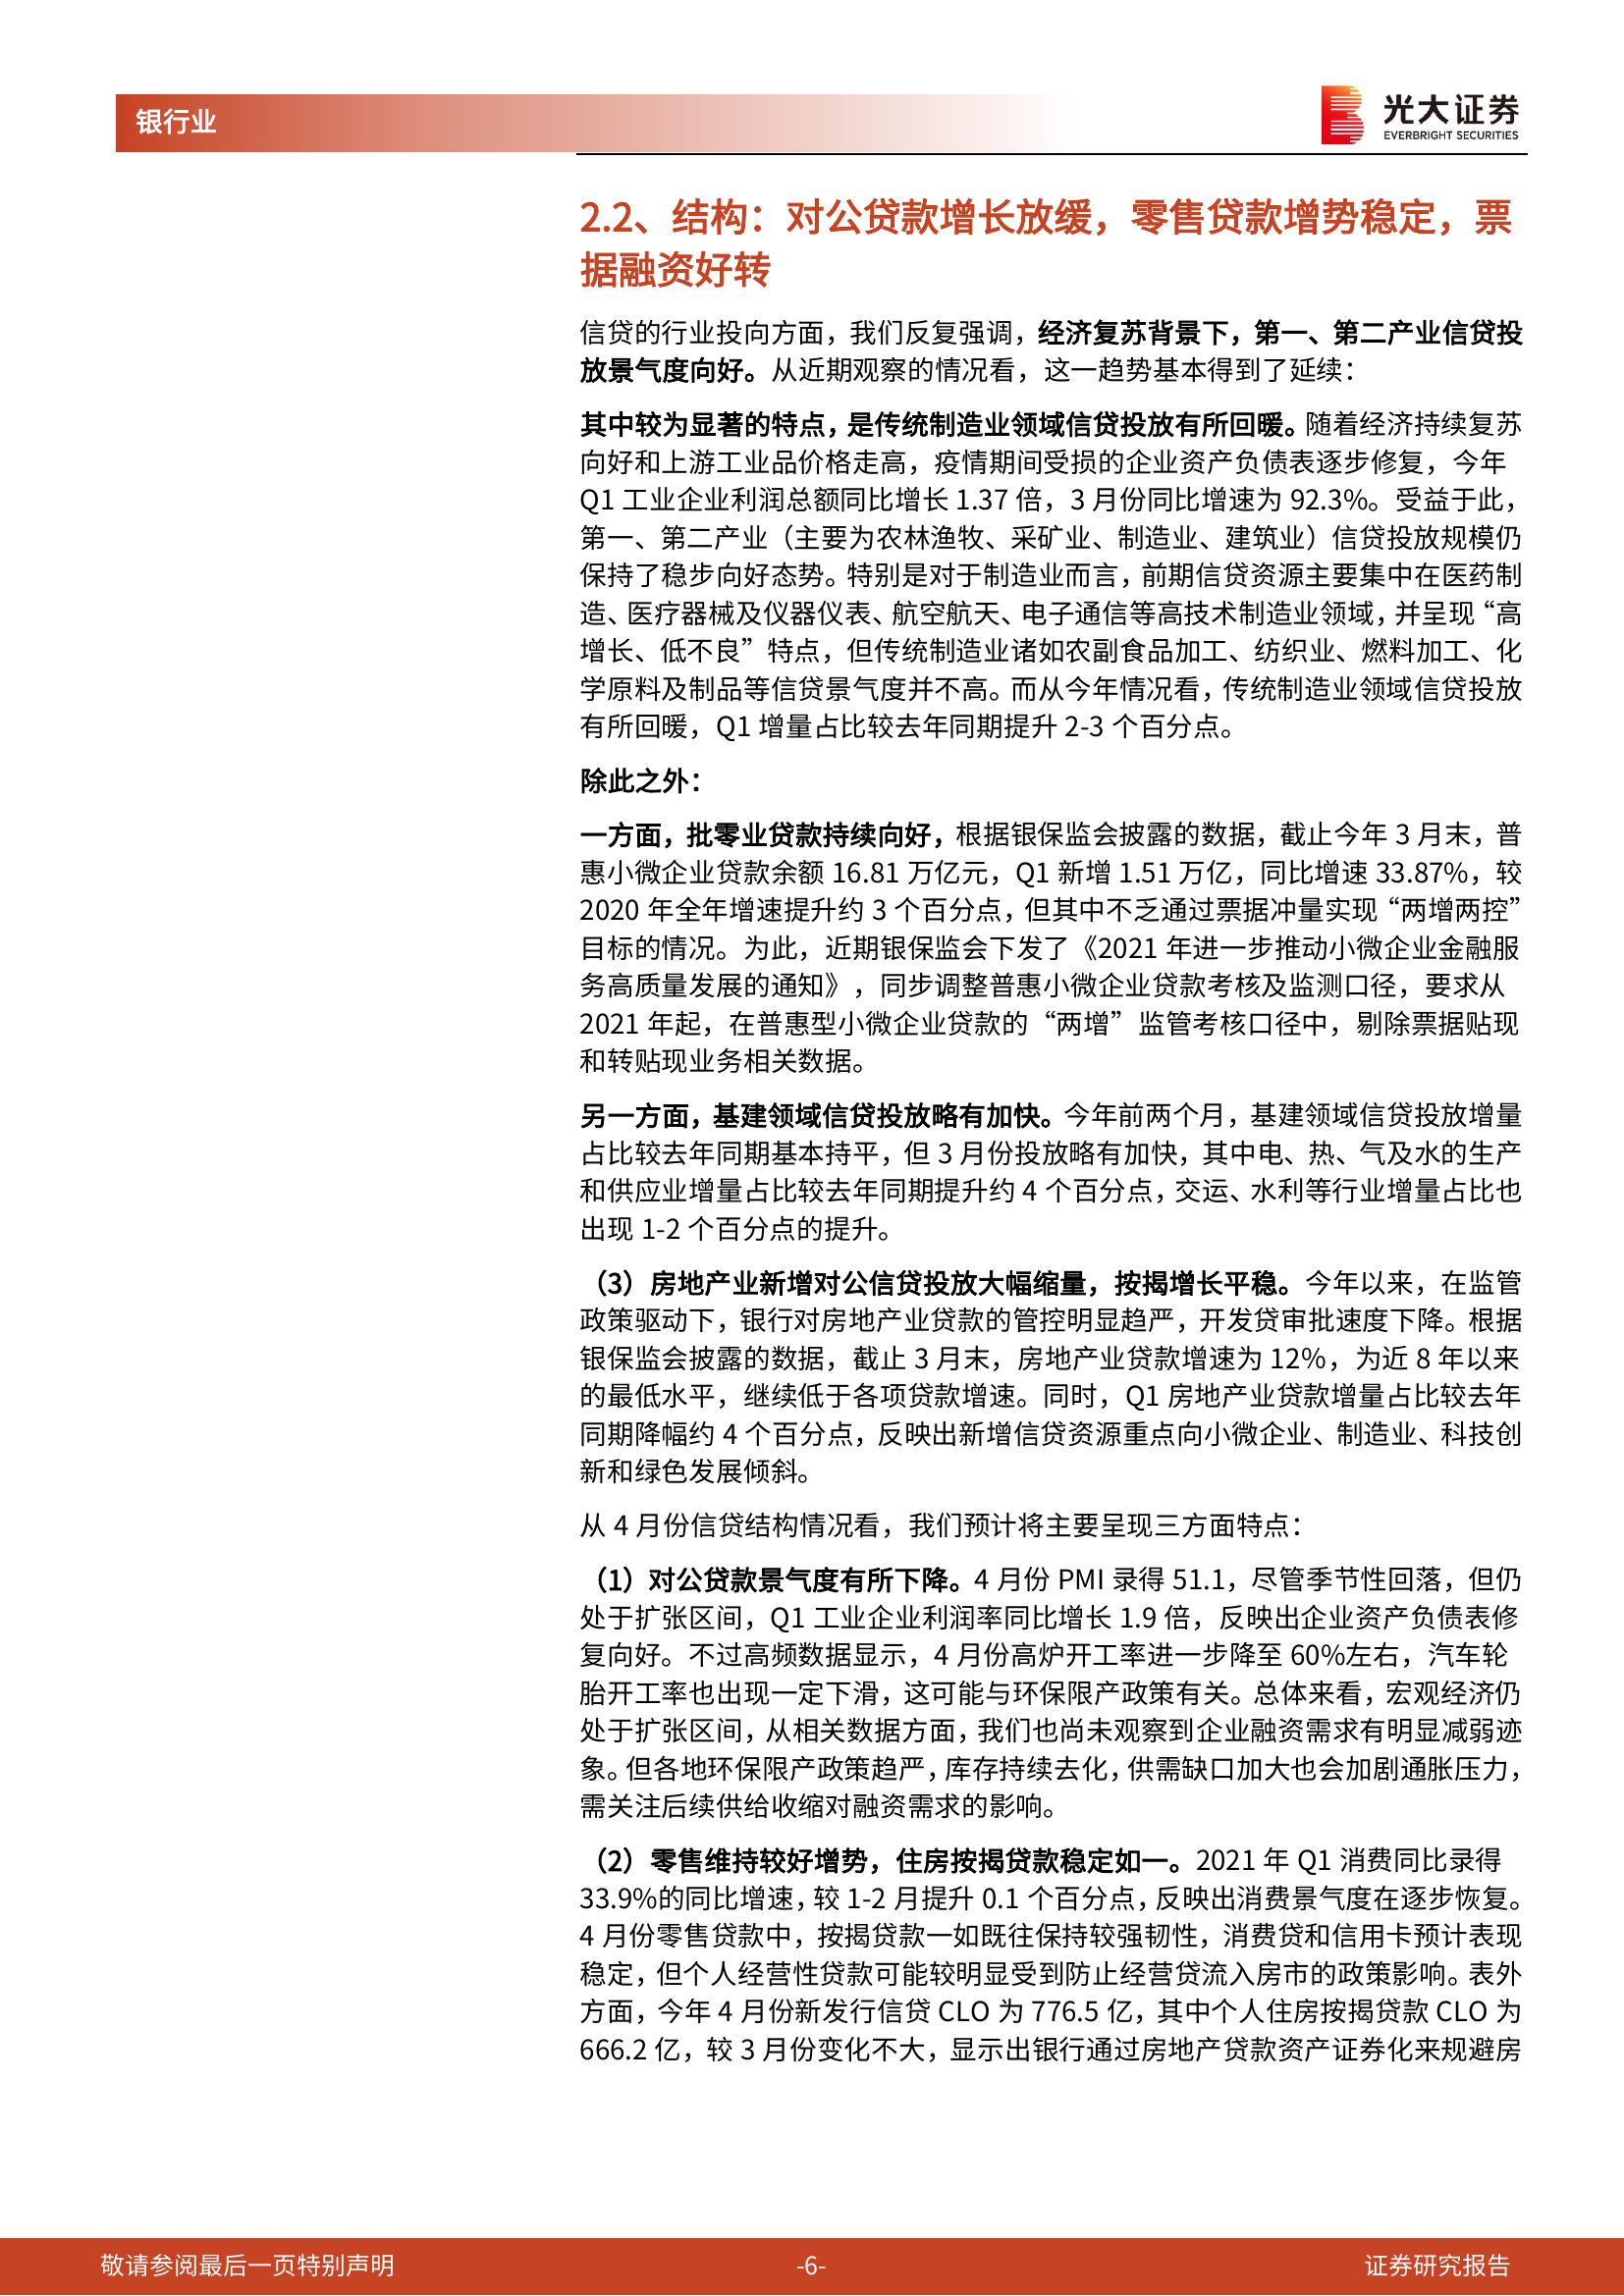 银行业
光大证券
EVERBRIGHT SECURITIES
2.2、结构：对公贷款增长放缓，零售贷款增势稳定，票
据融资好转
信贷的行业投向方面，我们反复强调，经济复苏背景下，第一、第二产业信贷投
放景气度向好。从近期观察的情况看，这一趋势基本得到了延续：
其中较为显著的特点，是传统制造业领域信贷投放有所回暖。随着经济持续复苏
向好和上游工业品价格走高，疫情期间受损的企业资产负债表逐步修复，今年
Q1 工业企业利润总额同比增长 1.37 倍，3 月份同比增速为 92.3%。受益于此，
第一、第二产业（主要为农林渔牧、采矿业、制造业、建筑业）信贷投放规模仍
保持了稳步向好态势。特别是对于制造业而言，前期信贷资源主要集中在医药制
造、医疗器械及仪器仪表、航空航天、电子通信等高技术制造业领域，并呈现“高
增长、低不良”特点，但传统制造业诸如农副食品加工、纺织业、燃料加工、化
学原料及制品等信贷景气度并不高。而从今年情况看，传统制造业领域信贷投放
有所回暖，Q1 增量占比较去年同期提升 2-3 个百分点。
除此之外：
一方面，批零业贷款持续向好，根据银保监会披露的数据，截止今年 3 月末，普
惠小微企业贷款余额 16.81 万亿元，Q1 新增 1.51 万亿，同比增速 33.87%，较
2020 年全年增速提升约 3 个百分点，但其中不乏通过票据冲量实现“两增两控”
目标的情况。为此，近期银保监会下发了《2021 年进一步推动小微企业金融服
务高质量发展的通知》，同步调整普惠小微企业贷款考核及监测口径，要求从
2021 年起，在普惠型小微企业贷款的“两增”监管考核口径中，剔除票据贴现
和转贴现业务相关数据。
另一方面，基建领域信贷投放略有加快。今年前两个月，基建领域信贷投放增量
占比较去年同期基本持平，但 3 月份投放略有加快，其中电、热、气及水的生产
和供应业增量占比较去年同期提升约 4 个百分点，交运、水利等行业增量占比也
出现 1-2 个百分点的提升。
（3）房地产业新增对公信贷投放大幅缩量，按揭增长平稳。今年以来，在监管
政策驱动下，银行对房地产业贷款的管控明显趋严，开发贷审批速度下降。根据
银保监会披露的数据，截止 3 月末，房地产业贷款增速为 12%，为近 8 年以来
的最低水平，继续低于各项贷款增速。同时，Q1 房地产业贷款增量占比较去年
同期降幅约 4 个百分点，反映出新增信贷资源重点向小微企业、制造业、科技创
新和绿色发展倾斜。
从 4 月份信贷结构情况看，我们预计将主要呈现三方面特点：
（1）对公贷款景气度有所下降。4 月份 PMI 录得 51.1，尽管季节性回落，但仍
处于扩张区间，Q1 工业企业利润率同比增长 1.9 倍，反映出企业资产负债表修
复向好。不过高频数据显示，4 月份高炉开工率进一步降至 60%左右，汽车轮
胎开工率也出现一定下滑，这可能与环保限产政策有关。总体来看，宏观经济仍
处于扩张区间，从相关数据方面，我们也尚未观察到企业融资需求有明显减弱迹
象。但各地环保限产政策趋严，库存持续去化，供需缺口加大也会加剧通胀压力，
需关注后续供给收缩对融资需求的影响。
（2）零售维持较好增势，住房按揭贷款稳定如一。2021 年 Q1 消费同比录得
33.9%的同比增速，较 1-2 月提升 0.1 个百分点，反映出消费景气度在逐步恢复。
4 月份零售贷款中，按揭贷款一如既往保持较强韧性，消费贷和信用卡预计表现
稳定，但个人经营性贷款可能较明显受到防止经营贷流入房市的政策影响。表外
方面，今年 4 月份新发行信贷 CLO 为 776.5 亿，其中个人住房按揭贷款 CLO 为
666.2 亿，较 3 月份变化不大，显示出银行通过房地产贷款资产证券化来规避房
敬请参阅最后一页特别声明
-6-
证券研究报告